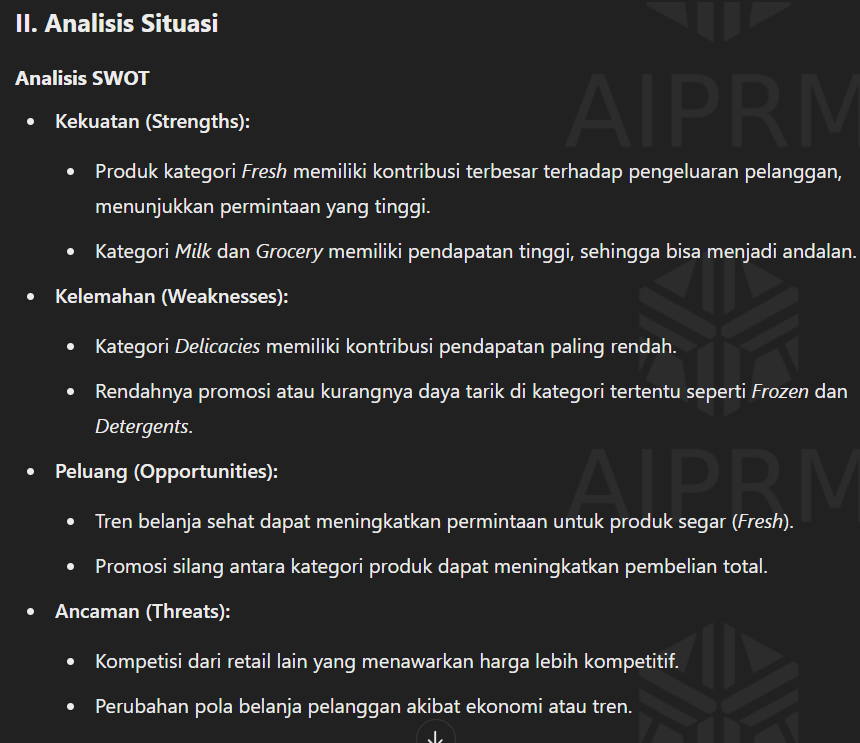 II. Analisis Situasi
Analisis SWOT
• Kekuatan (Strengths):
• Produk kategori Fresh memiliki kontribusi terbesar terhadap pengeluaran pelanggan,
menunjukkan permintaan yang tinggi.
• Kategori Milk dan Grocery memiliki pendapatan tinggi, sehingga bisa menjadi andalan.
• Kelemahan (Weaknesses):
• Kategori Delicacies memiliki kontribusi pendapatan paling rendah.
• Rendahnya promosi atau kurangnya daya tarik di kategori tertentu seperti Frozen dan
Detergents.
• Peluang (Opportunities):
• Tren belanja sehat dapat meningkatkan permintaan untuk produk segar (Fresh).
• Promosi silang antara kategori produk dapat meningkatkan pembelian total.
• Ancaman (Threats):
• Kompetisi dari retail lain yang menawarkan harga lebih kompetitif.
• Perubahan pola belanja pelanggan akibat ekonomi atau tren.
AIPRM
AIPRM